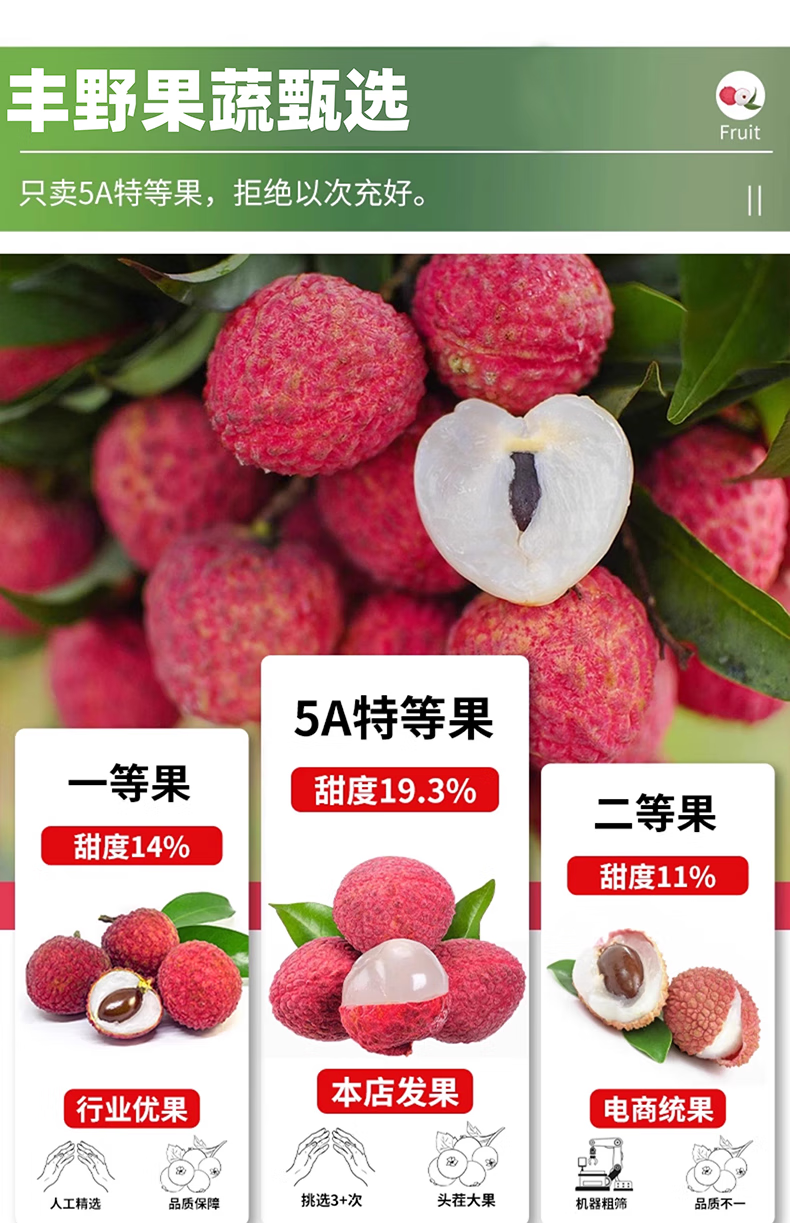 丰野果蔬甄选
Fruit
只卖5A特等果，拒绝以次充好。
5A特等果
甜度19.3%
本店发果
挑选3+次
头茬大果
一等果
甜度14%
行业优果
人工精选
品质保障
二等果
甜度11%
电商统果
机器粗筛
品质不一